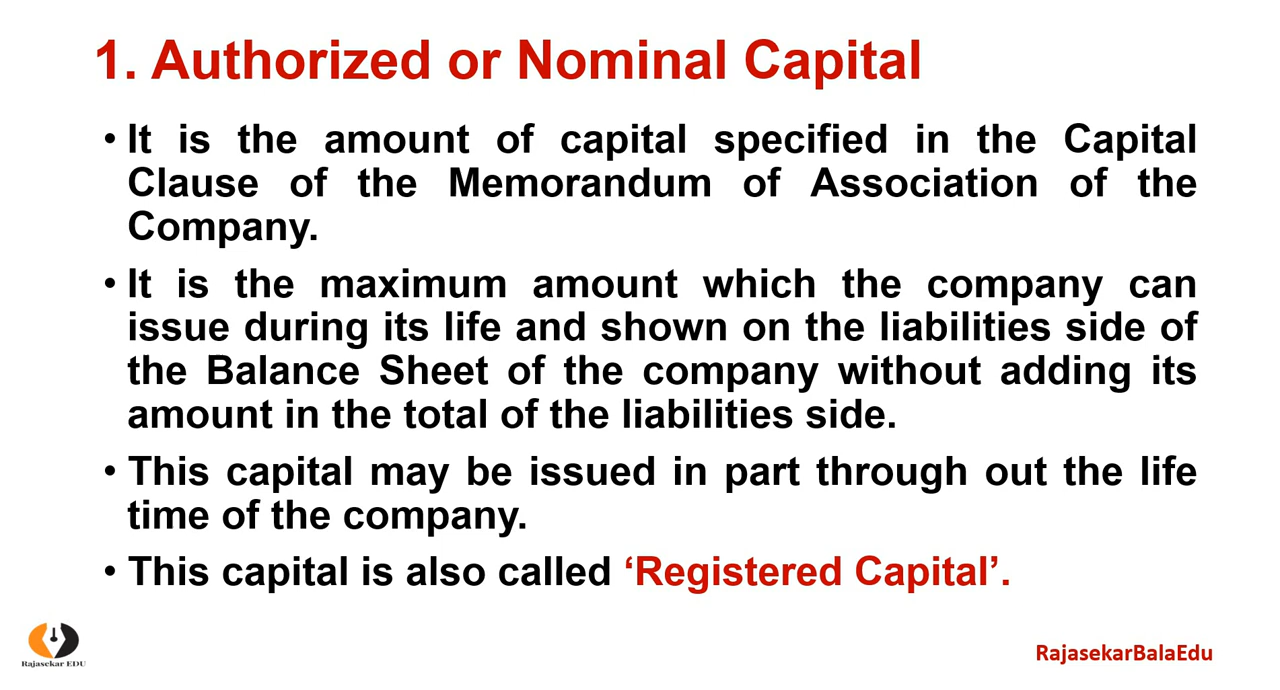 1. Authorized or Nominal Capital
• It is the amount of capital specified in the Capital
Clause of the Memorandum of Association of the
Company.
• It is the maximum amount which the company can
issue during its life and shown on the liabilities side of
the Balance Sheet of the company without adding its
amount in the total of the liabilities side.
• This capital may be issued in part through out the life
time of the company.
• This capital is also called ‘Registered Capital’.
Rajasekar EDU
RajasekarBalaEdu